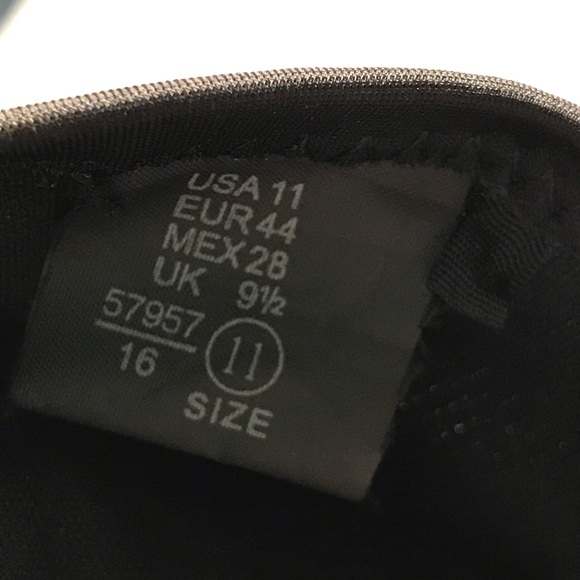 USA 11
EUR 44
MEX 28
UK 9½
57957
16
11
SIZE